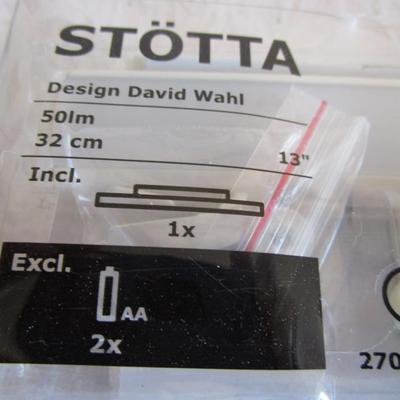 STÖTTA
Design David Wahl
50lm
32 cm
13"
Incl.
1x
Excl.
AA
2x
270